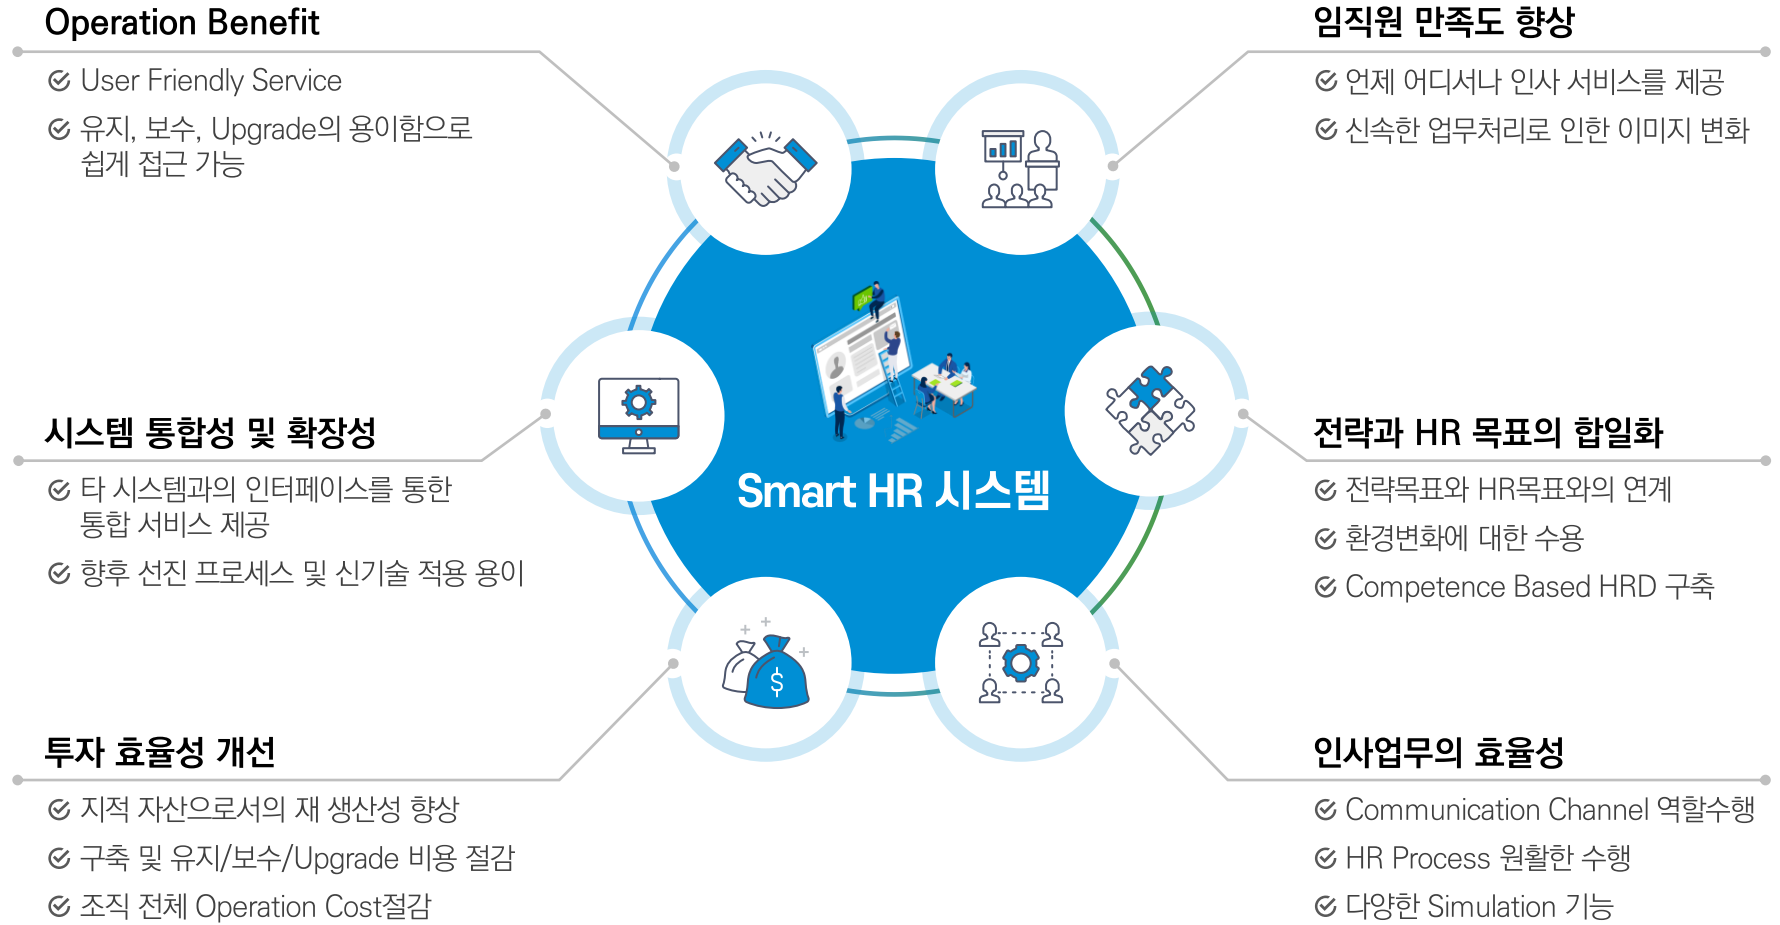 Operation Benefit
User Friendly Service
유지, 보수, Upgrade의 용이함으로
쉽게 접근 가능
임직원 만족도 향상
언제 어디서나 인사 서비스를 제공
신속한 업무처리로 인한 이미지 변화
시스템 통합성 및 확장성
타 시스템과의 인터페이스를 통한
통합 서비스 제공
향후 선진 프로세스 및 신기술 적용 용이
Smart HR 시스템
전략과 HR 목표의 합일화
전략목표와 HR목표와의 연계
환경변화에 대한 수용
Competence Based HRD 구축
투자 효율성 개선
지적 자산으로서의 재 생산성 향상
구축 및 유지/보수/Upgrade 비용 절감
조직 전체 Operation Cost절감
$
인사업무의 효율성
Communication Channel 역할수행
HR Process 원활한 수행
다양한 Simulation 기능